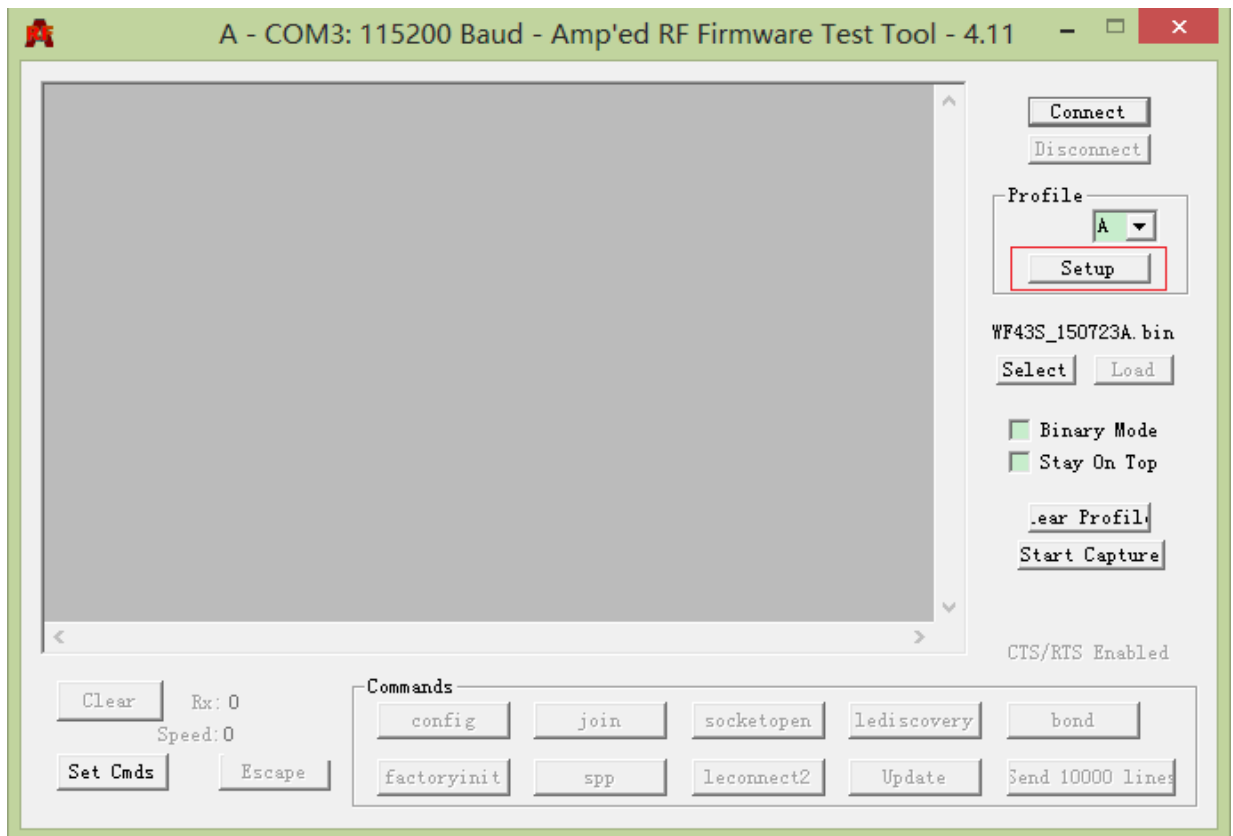 A - COM3: 115200 Baud - Amp'ed RF Firmware Test Tool - 4.11
Connect
Disconnect
Profile
A
Setup
WF43S_150723A.bin
Select Load
Binary Mode
Stay On Top
.ear Profil
Start Capture
CTS/RTS Enabled
Clear Rx: 0
Speed: 0
Set Cmds Escape
Commands
config join socketopen lediscovery bond
factoryinit spp leconnect2 Update Send 10000 lines